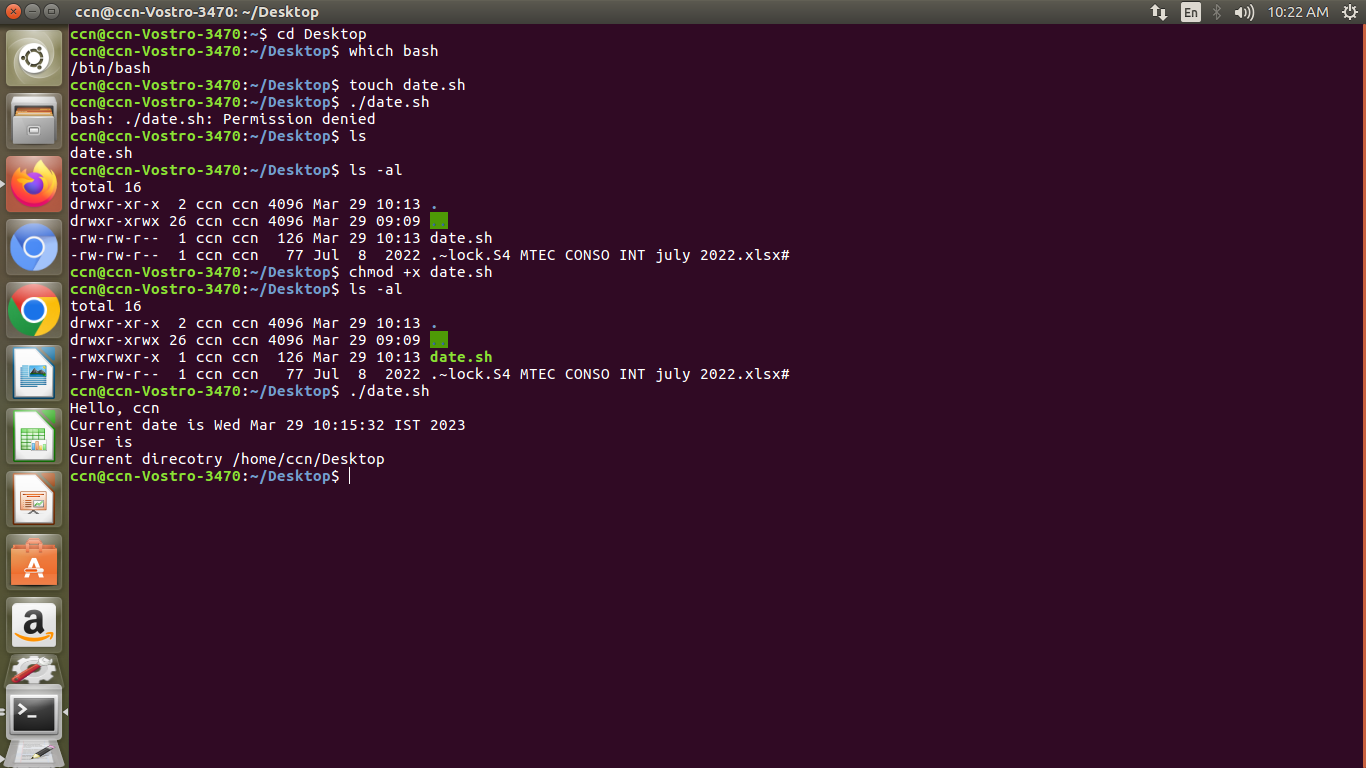 ccn@ccn-Vostro-3470: ~/Desktop
En
10:22 AM
ccn@ccn-Vostro-3470:~$ cd Desktop
ccn@ccn-Vostro-3470:~/Desktop$ which bash
/bin/bash
ccn@ccn-Vostro-3470:~/Desktop$ touch date.sh
ccn@ccn-Vostro-3470:~/Desktop$ ./date.sh
bash: ./date.sh: Permission denied
ccn@ccn-Vostro-3470:~/Desktop$ ls
date.sh
ccn@ccn-Vostro-3470:~/Desktop$ ls -al
total 16
drwxr-xr-x  2 ccn ccn 4096 Mar 29 10:13 .
drwxr-xrwx 26 ccn ccn 4096 Mar 29 09:09 ..
-rw-rw-r--  1 ccn ccn  126 Mar 29 10:13 date.sh
-rw-rw-r--  1 ccn ccn   77 Jul  8  2022 .~lock.S4 MTEC CONSO INT july 2022.xlsx#
ccn@ccn-Vostro-3470:~/Desktop$ chmod +x date.sh
ccn@ccn-Vostro-3470:~/Desktop$ ls -al
total 16
drwxr-xr-x  2 ccn ccn 4096 Mar 29 10:13 .
drwxr-xrwx 26 ccn ccn 4096 Mar 29 09:09 ..
-rwxrwxr-x  1 ccn ccn  126 Mar 29 10:13 date.sh
-rw-rw-r--  1 ccn ccn   77 Jul  8  2022 .~lock.S4 MTEC CONSO INT july 2022.xlsx#
ccn@ccn-Vostro-3470:~/Desktop$ ./date.sh
Hello, ccn
Current date is Wed Mar 29 10:15:32 IST 2023
User is
Current direcotry /home/ccn/Desktop
ccn@ccn-Vostro-3470:~/Desktop$